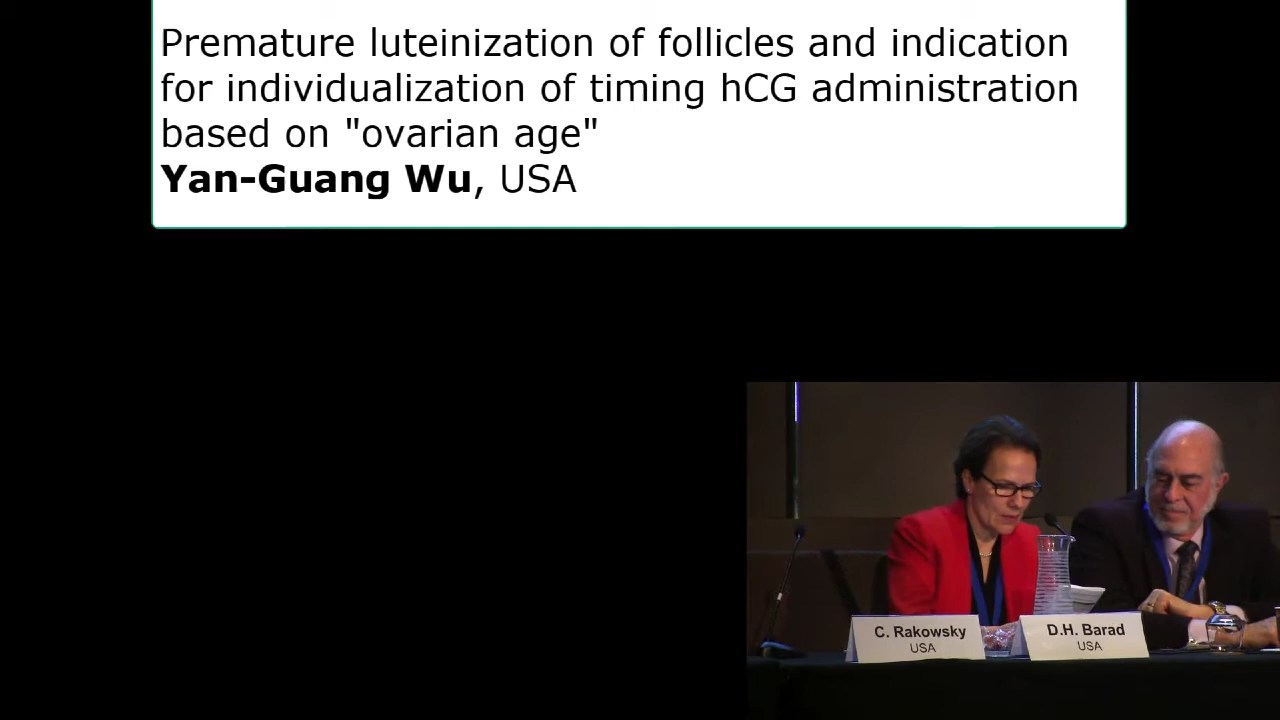 Premature luteinization of follicles and indication
for individualization of timing hCG administration
based on "ovarian age"
Yan-Guang Wu, USA
C. Rakowsky
USA
D.H. Barad
USA